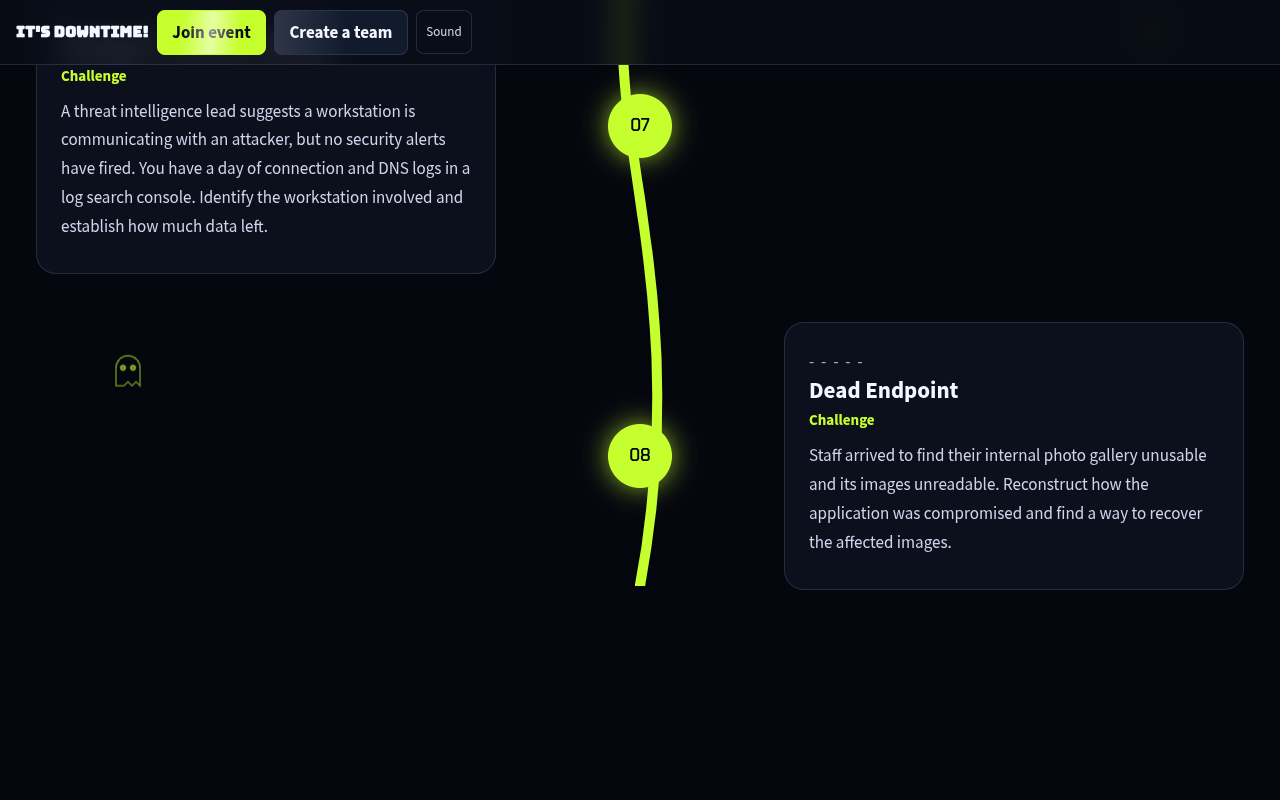 IT'S DOWNTIME!
Join event
Create a team
Sound
Challenge
A threat intelligence lead suggests a workstation is
communicating with an attacker, but no security alerts
have fired. You have a day of connection and DNS logs in a
log search console. Identify the workstation involved and
establish how much data left.
07
- - - - -
Dead Endpoint
Challenge
Staff arrived to find their internal photo gallery unusable
and its images unreadable. Reconstruct how the
application was compromised and find a way to recover
the affected images.
08